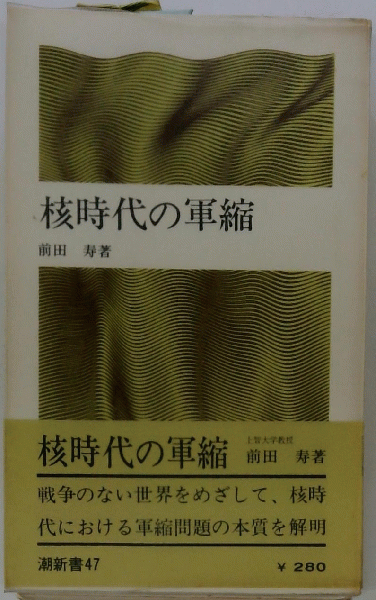 核時代の軍縮
前田 寿著
核時代の軍縮 上智大学教授 前田 寿著
戦争のない世界をめざして、核時
代における軍縮問題の本質を解明
潮新書47 ¥ 280